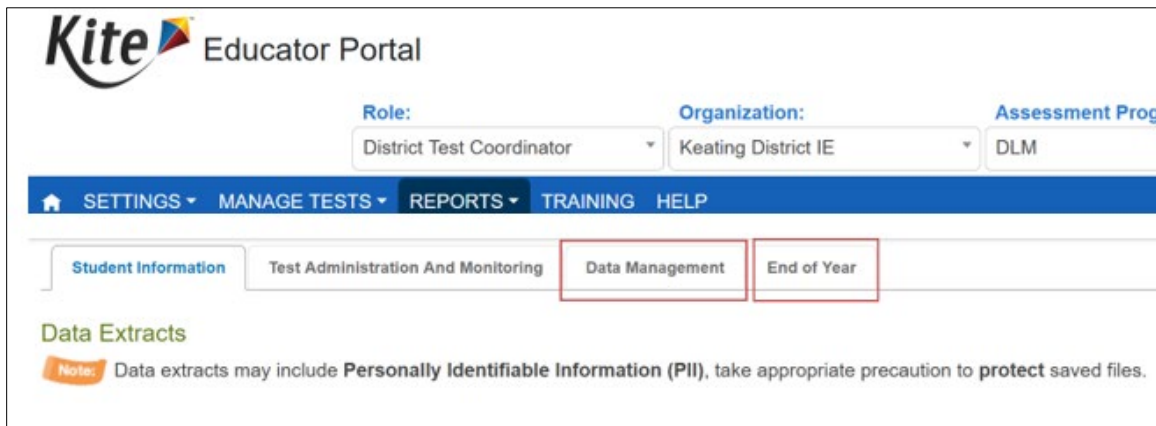 Kite Educator Portal
Role: Organization: Assessment Prog
District Test Coordinator Keating District IE DLM
SETTINGS MANAGE TESTS REPORTS TRAINING HELP
Student Information Test Administration And Monitoring Data Management End of Year
Data Extracts
Note: Data extracts may include Personally Identifiable Information (PII), take appropriate precaution to protect saved files.